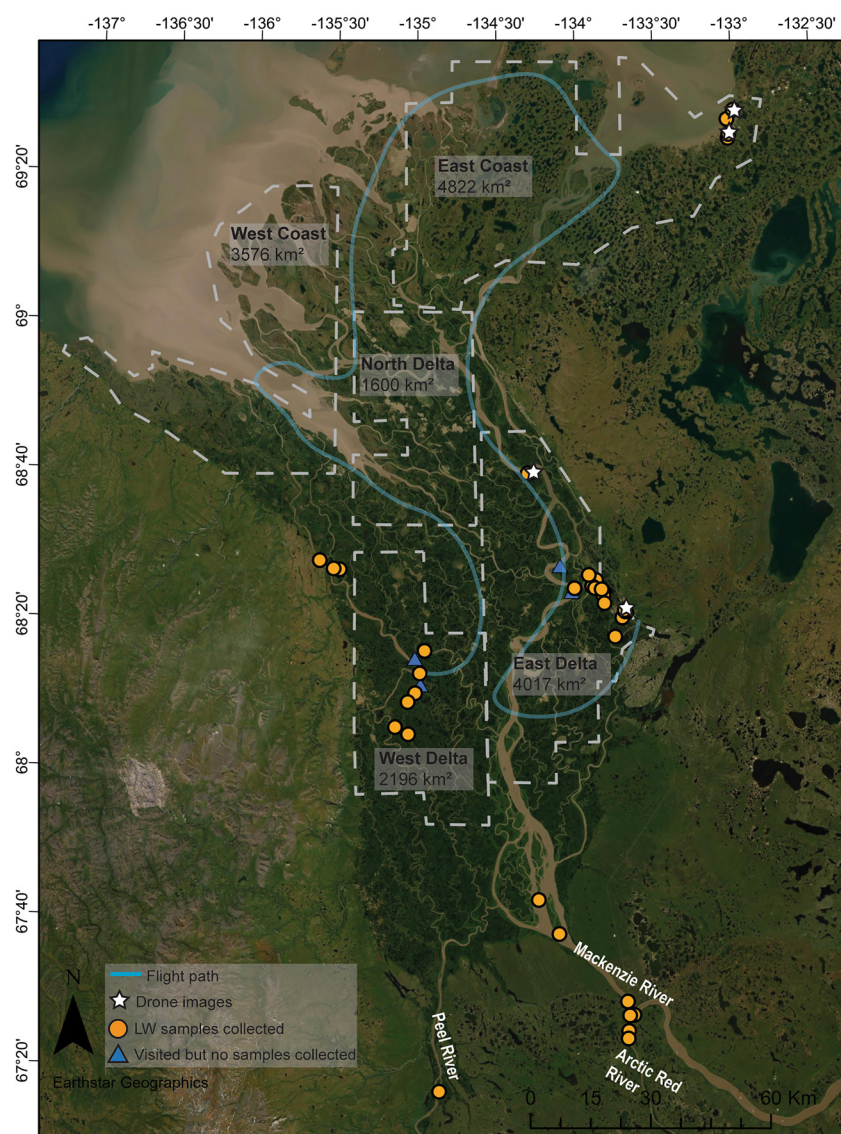 -137° -136°30' -136° -135°30' -135° -134°30' -134° -133°30' -133° -132°30'
69°20'
69°
68°40'
68°20'
68°
67°40'
67°20'
East Coast
4822 km²
West Coast
3576 km²
North Delta
1600 km²
East Delta
4017 km²
West Delta
2196 km²
Mackenzie River
Peel River
Arctic Red
River
N
Flight path
Drone images
LW samples collected
Visited but no samples collected
Earthstar Geographics
0 15 30 60 Km